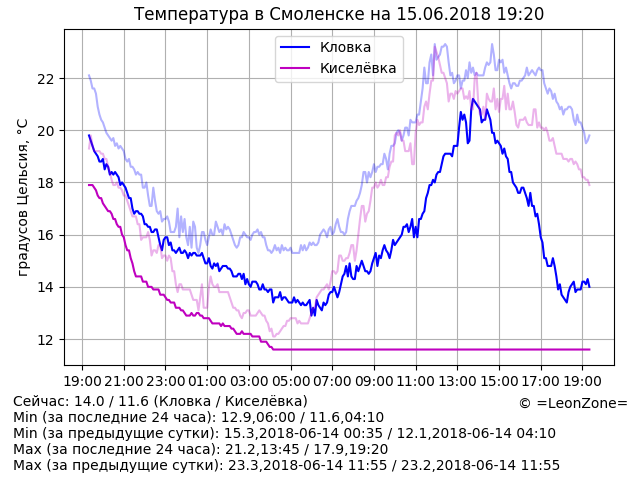 Температура в Смоленске на 15.06.2018 19:20
Кловка
Киселёвка
градусов Цельсия, °C
22
20
18
16
14
12
19:00 21:00 23:00 01:00 03:00 05:00 07:00 09:00 11:00 13:00 15:00 17:00 19:00
Сейчас: 14.0 / 11.6 (Кловка / Киселёвка)
© =LeonZone=
Min (за последние 24 часа): 12.9,06:00 / 11.6,04:10
Min (за предыдущие сутки): 15.3,2018-06-14 00:35 / 12.1,2018-06-14 04:10
Max (за последние 24 часа): 21.2,13:45 / 17.9,19:20
Max (за предыдущие сутки): 23.3,2018-06-14 11:55 / 23.2,2018-06-14 11:55